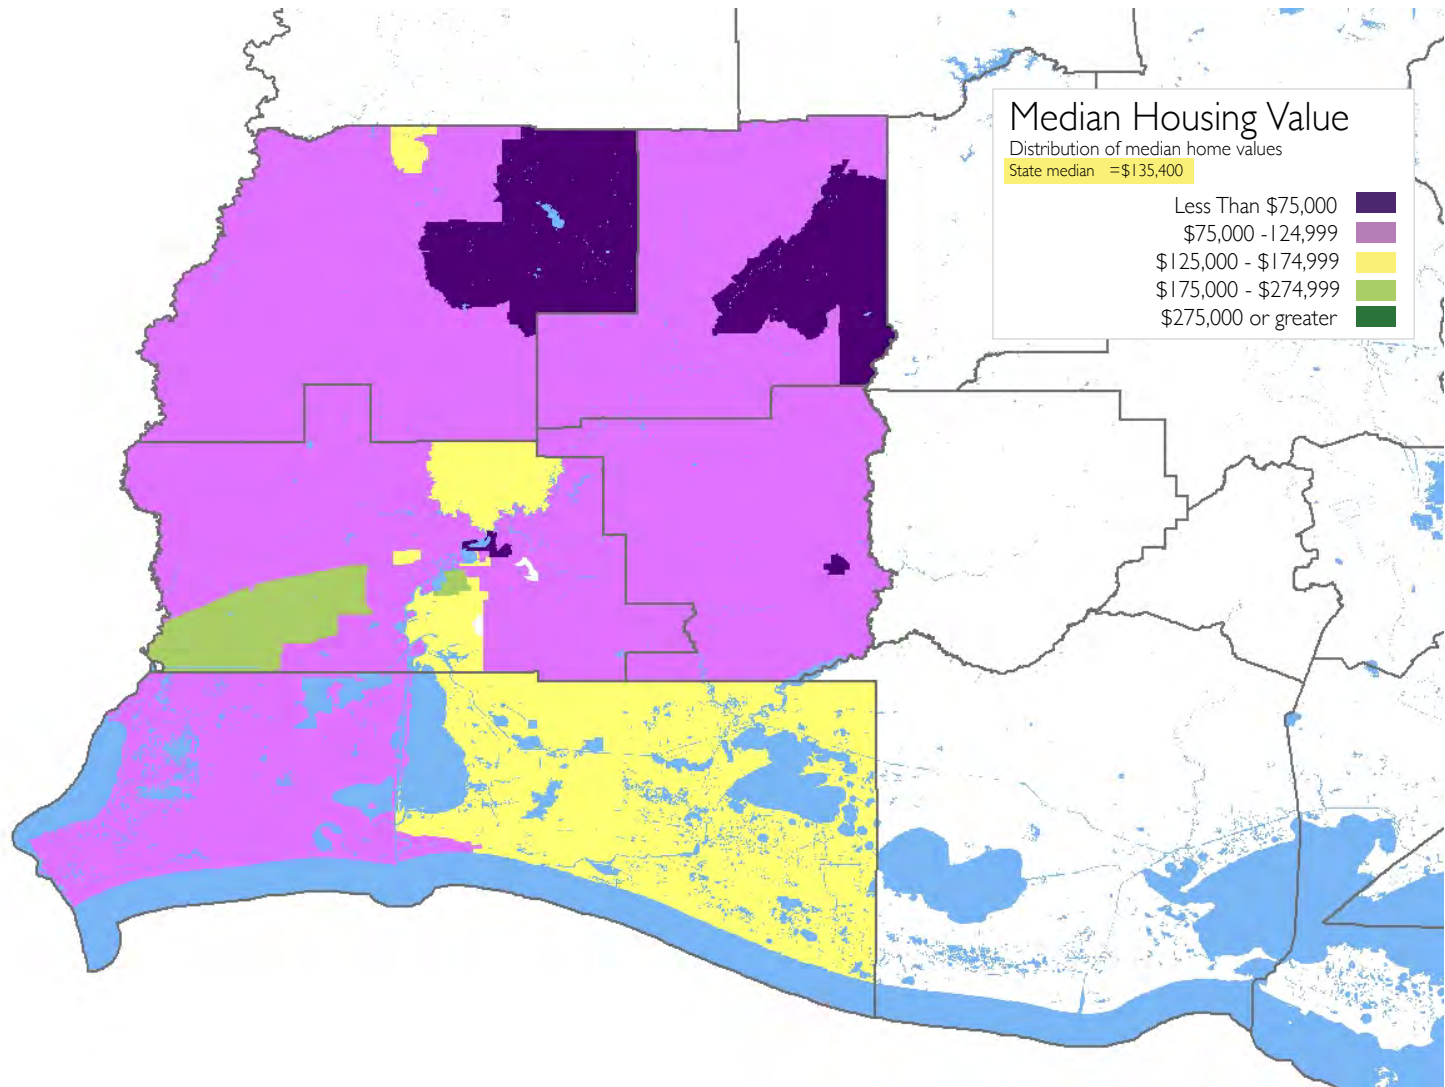 Median Housing Value
Distribution of median home values
State median =$135,400
Less Than $75,000
$75,000 -124,999
$125,000 - $174,999
$175,000 - $274,999
$275,000 or greater